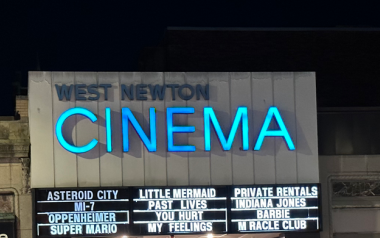 WEST NEWTON
CINEMA
ASTEROID CITY
MI-7
OPPENHEIMER
SUPER MARIO
LITTLE MERMAID
PAST LIVES
YOU HURT
MY FEELINGS
PRIVATE RENTALS
INDIANA JONES
BARBIE
M RACLE CLUB